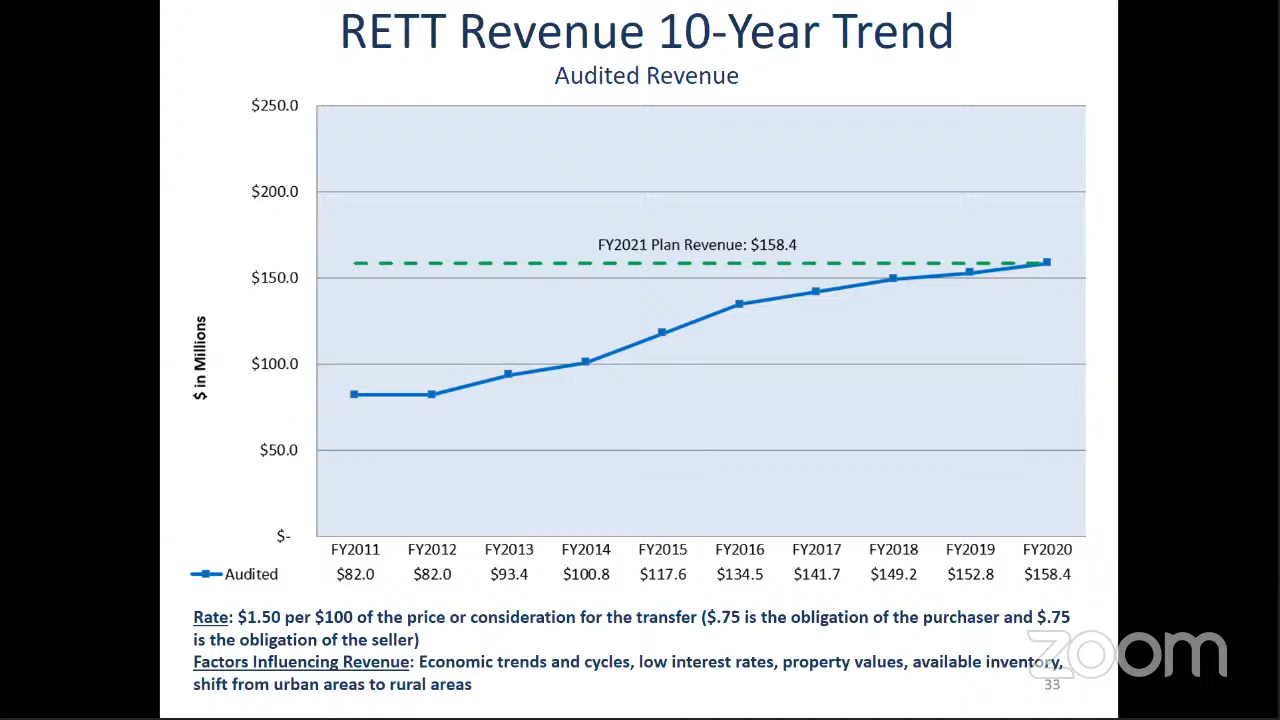 RETT Revenue 10-Year Trend
Audited Revenue
$250.0
$200.0
FY2021 Plan Revenue: $158.4
$150.0
$ in Millions
$100.0
$50.0
$-
FY2011 FY2012 FY2013 FY2014 FY2015 FY2016 FY2017 FY2018 FY2019 FY2020
Audited $82.0 $82.0 $93.4 $100.8 $117.6 $134.5 $141.7 $149.2 $152.8 $158.4
Rate: $1.50 per $100 of the price or consideration for the transfer ($.75 is the obligation of the purchaser and $.75
is the obligation of the seller)
Factors Influencing Revenue: Economic trends and cycles, low interest rates, property values, available inventory,
shift from urban areas to rural areas
33
zoom